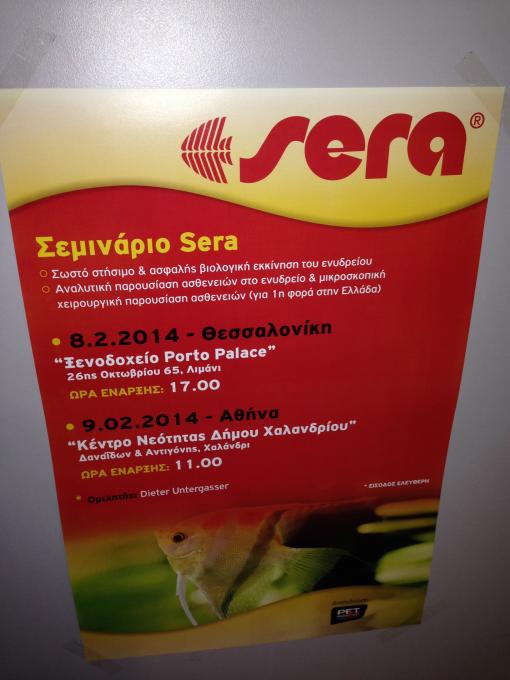 sera®
Σεμινάριο Sera
Σωστό στήσιμο & ασφαλής βιολογική εκκίνηση του ενυδρείου
Αναλυτική παρουσίαση ασθενειών στο ενυδρείο & μικροσκοπική
χειρουργική παρουσίαση ασθενειών (για 1η φορά στην Ελλάδα)
8.2.2014 - Θεσσαλονίκη
"Ξενοδοχείο Porto Palace"
26ης Οκτωβρίου 65, Λιμάνι
ΩΡΑ ΕΝΑΡΞΗΣ: 17.00
9.02.2014 - Αθήνα
"Κέντρο Νεότητας Δήμου Χαλανδρίου"
Δαναΐδων & Αντιγόνης, Χαλάνδρι
ΩΡΑ ΕΝΑΡΞΗΣ: 11.00
* Ομιλητής: Dieter Untergasser
* ΕΙΣΟΔΟΣ ΕΛΕΥΘΕΡΗ
PET